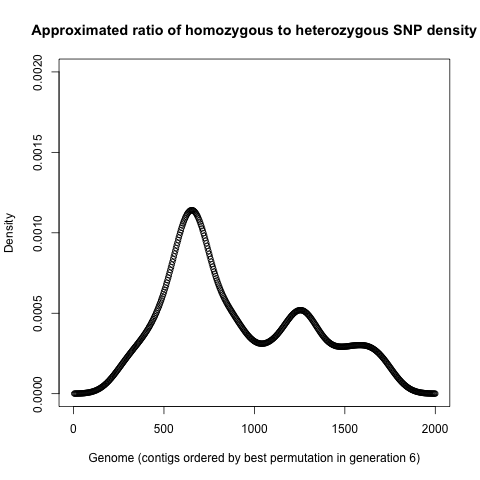 Approximated ratio of homozygous to heterozygous SNP density
Density
0.0020
0.0015
0.0010
0.0005
0.0000
0 500 1000 1500 2000
Genome (contigs ordered by best permutation in generation 6)